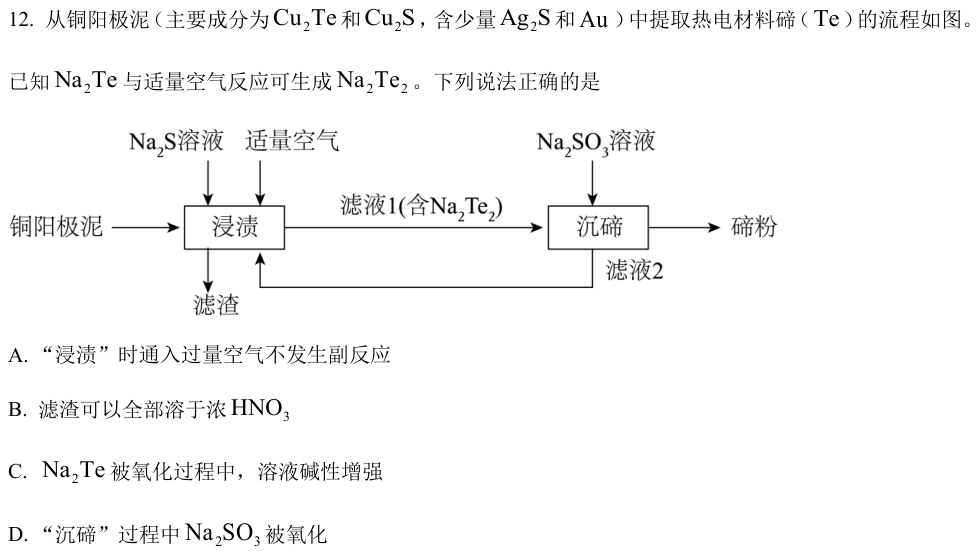 12. 从铜阳极泥（主要成分为Cu₂Te和Cu₂S，含少量Ag₂S和Au）中提取热电材料碲（Te）的流程如图。
已知Na₂Te与适量空气反应可生成Na₂Te₂。下列说法正确的是
Na₂S溶液 适量空气 Na₂SO₃溶液
滤液1(含Na₂Te₂)
铜阳极泥 浸渍 沉碲 碲粉
滤液2
滤渣
A. “浸渍”时通入过量空气不发生副反应
B. 滤渣可以全部溶于浓HNO₃
C. Na₂Te被氧化过程中，溶液碱性增强
D. “沉碲”过程中Na₂SO₃被氧化